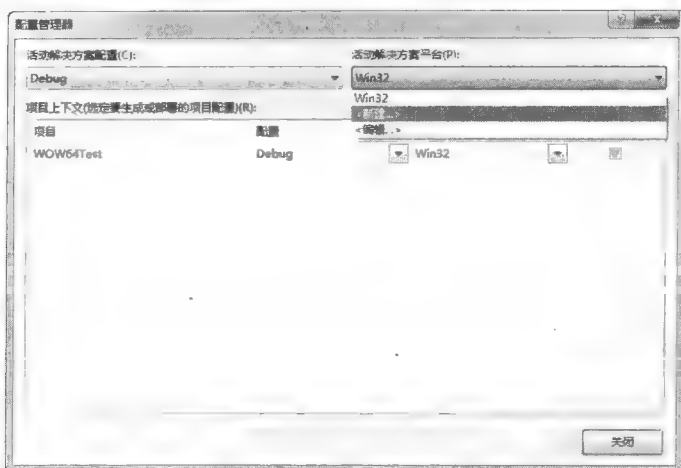 配置管理器
活动解决方案配置(C):
活动解决方案平台(P):
Debug
Win32
Win32
<新建...>
<编辑...>
项目上下文(选定要生成或部署的项目配置)(R):
项目
配置
WOW64Test
Debug
Win32
关闭